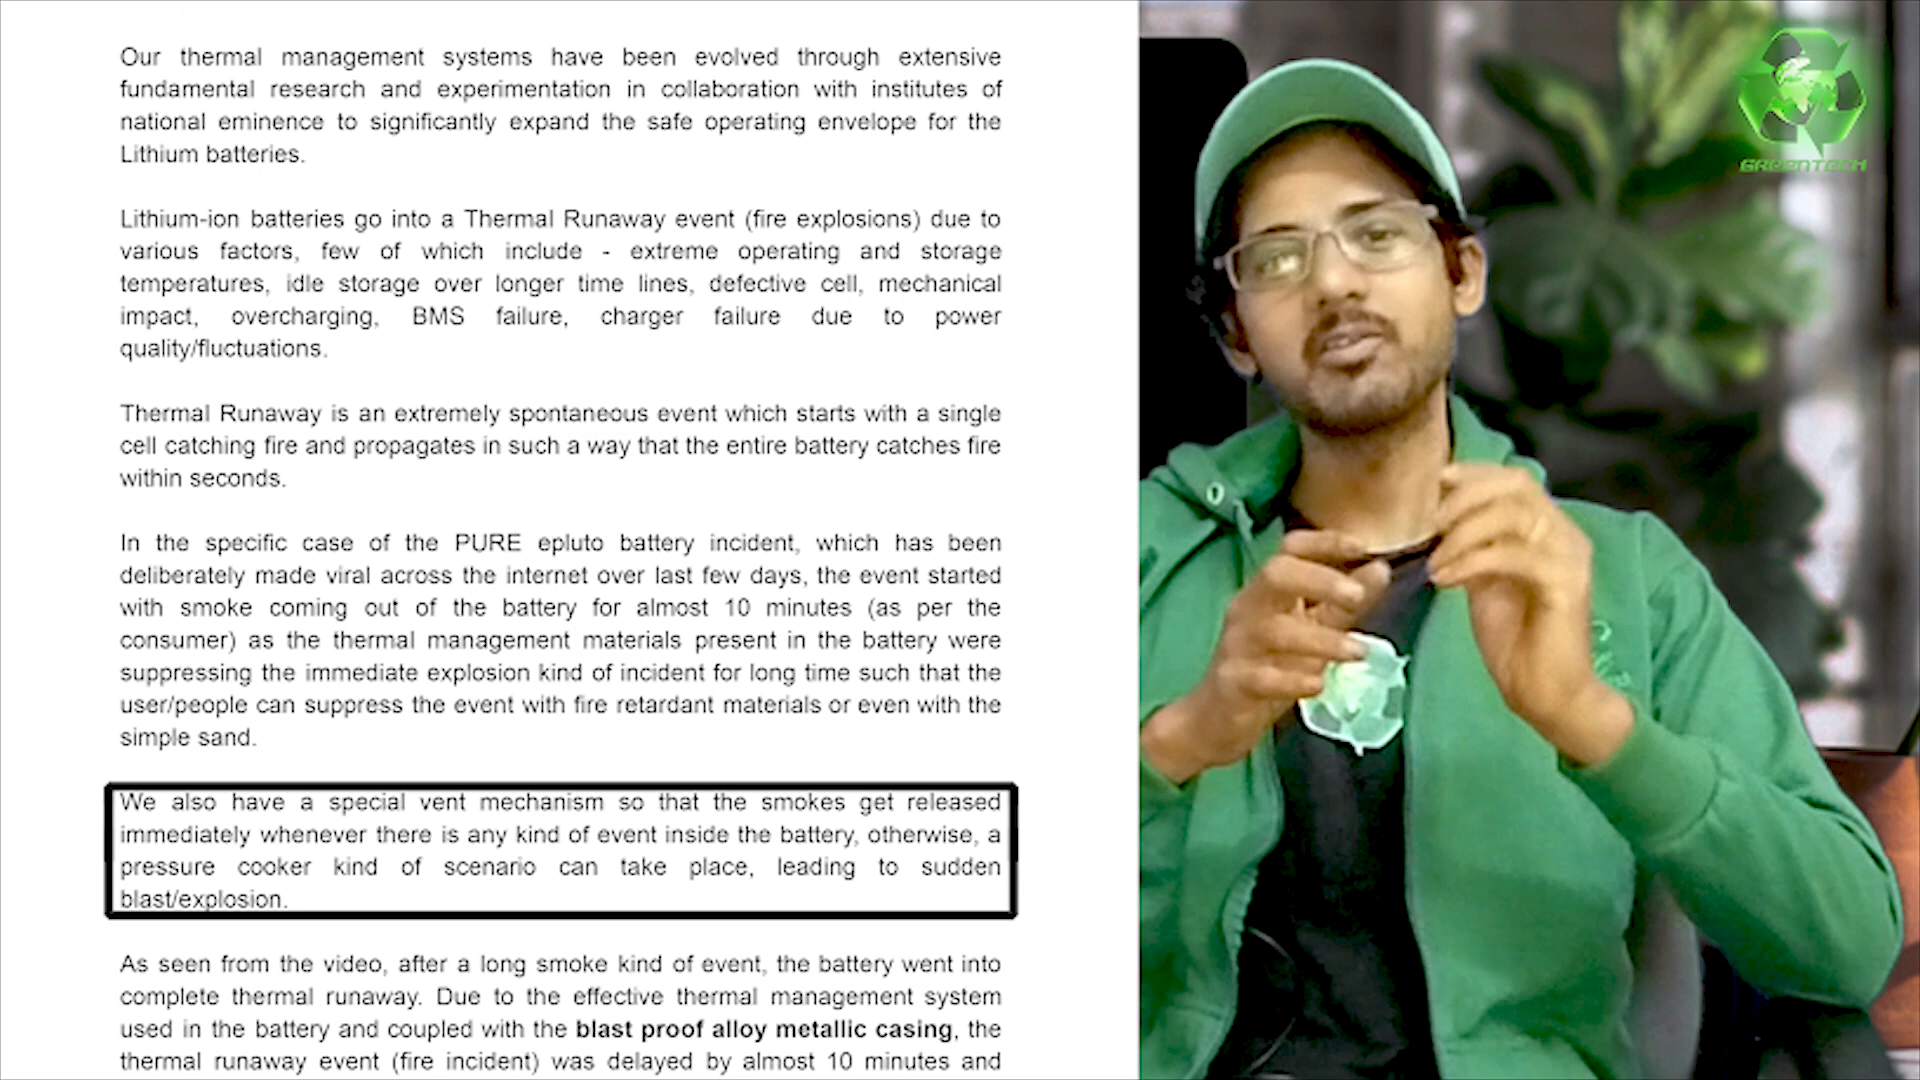 Our thermal management systems have been evolved through extensive
fundamental research and experimentation in collaboration with institutes of
national eminence to significantly expand the safe operating envelope for the
Lithium batteries.
Lithium-ion batteries go into a Thermal Runaway event (fire explosions) due to
various factors, few of which include - extreme operating and storage
temperatures, idle storage over longer time lines, defective cell, mechanical
impact, overcharging, BMS failure, charger failure due to power
quality/fluctuations.
Thermal Runaway is an extremely spontaneous event which starts with a single
cell catching fire and propagates in such a way that the entire battery catches fire
within seconds.
In the specific case of the PURE epluto battery incident, which has been
deliberately made viral across the internet over last few days, the event started
with smoke coming out of the battery for almost 10 minutes (as per the
consumer) as the thermal management materials present in the battery were
suppressing the immediate explosion kind of incident for long time such that the
user/people can suppress the event with fire retardant materials or even with the
simple sand.
We also have a special vent mechanism so that the smokes get released
immediately whenever there is any kind of event inside the battery, otherwise, a
pressure cooker kind of scenario can take place, leading to sudden
blast/explosion.
As seen from the video, after a long smoke kind of event, the battery went into
complete thermal runaway. Due to the effective thermal management system
used in the battery and coupled with the blast proof alloy metallic casing, the
thermal runaway event (fire incident) was delayed by almost 10 minutes and
GREENTECH